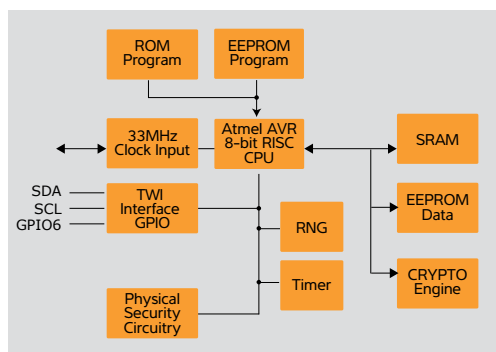 ROM
Program
EEPROM
Program
33MHz
Clock Input
Atmel AVR
8-bit RISC
CPU
SRAM
SDA
SCL
GPIO6
TWI
Interface
GPIO
EEPROM
Data
RNG
CRYPTO
Engine
Timer
Physical
Security
Circuitry